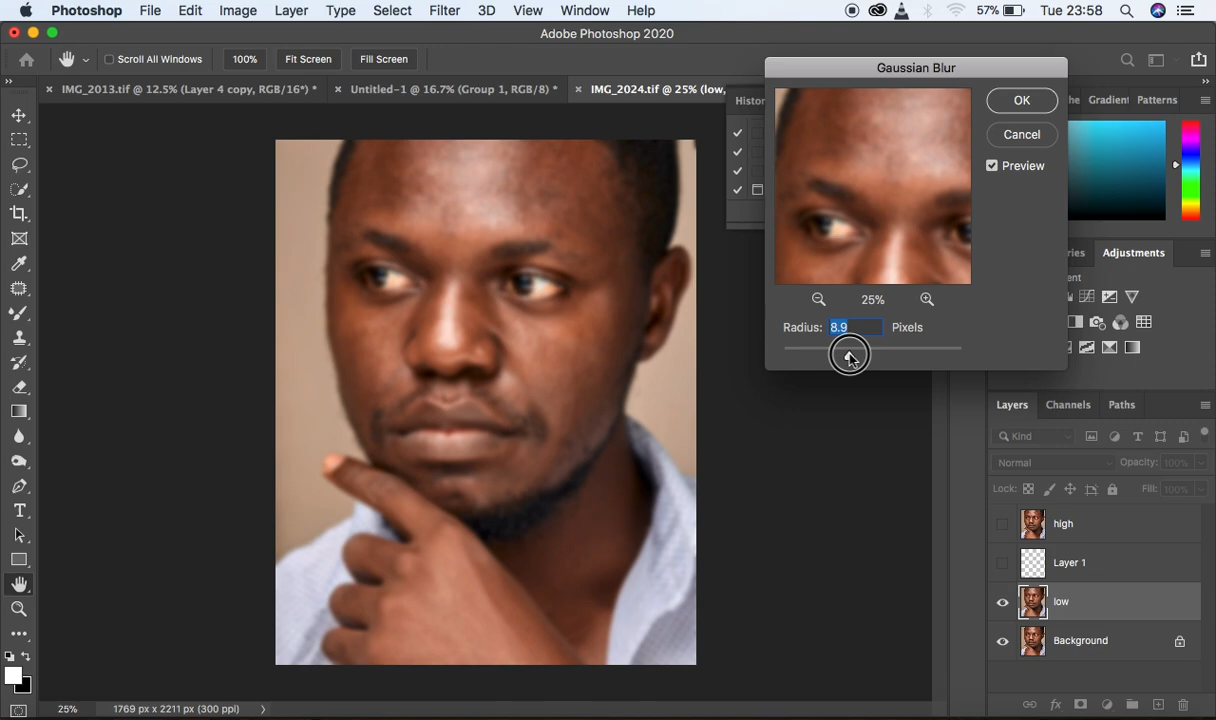 Photoshop File Edit Image Layer Type Select Filter 3D View Window Help 57% Tue 23:58
Adobe Photoshop 2020
Scroll All Windows 100% Fit Screen Fill Screen
IMG_2013.tif @ 12.5% (Layer 4 copy, RGB/16*) * Untitled-1 @ 16.7% (Group 1, RGB/8) * IMG_2024.tif @ 25% (low,
Gaussian Blur
Histor
OK
Cancel
Preview
25%
Radius: 8.9 Pixels
Gradient Patterns
Adjustments
Layers Channels Paths
Kind
Normal Opacity: 100%
Lock: Fill: 100%
high
Layer 1
low
Background
25% 1769 px x 2211 px (300 ppi)